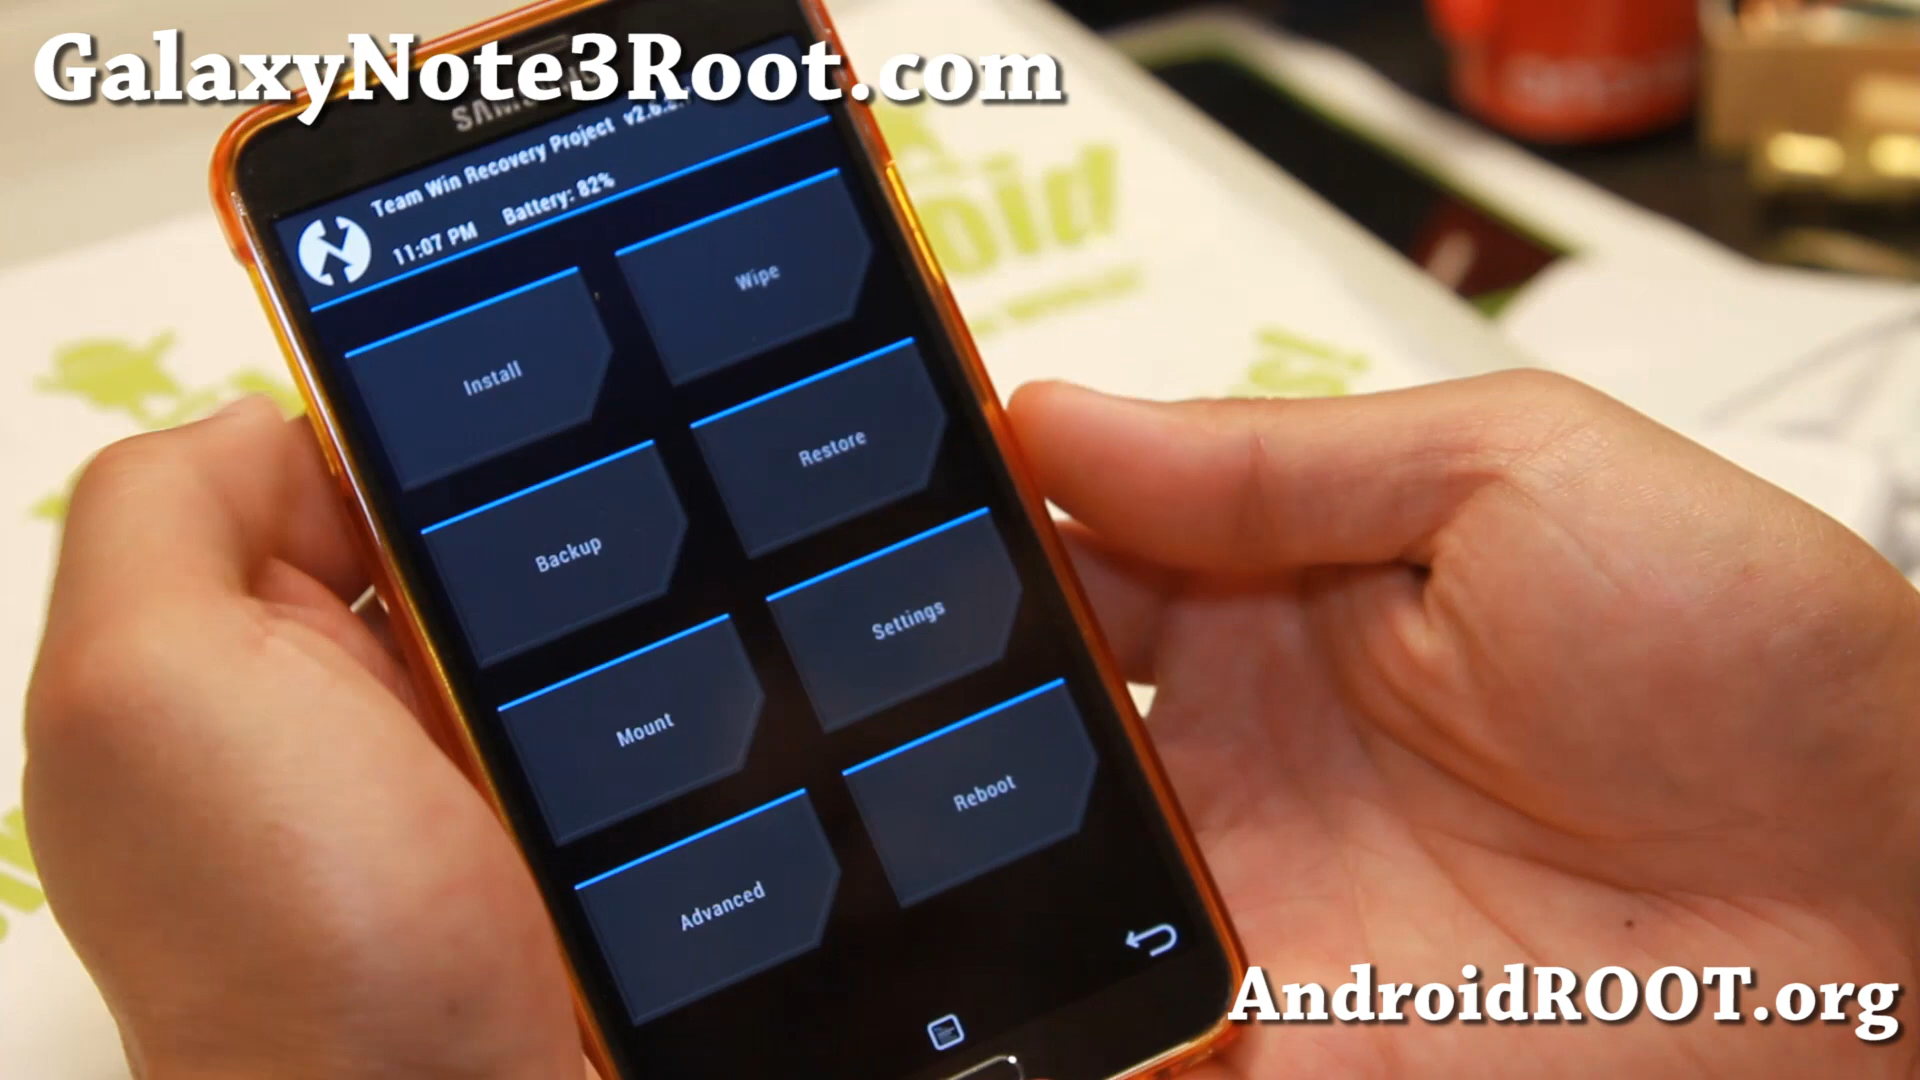 GalaxyNote3Root.com
Team Win Recovery Project
11:07 PM Battery: 82%
Install
Wipe
Backup
Restore
Mount
Settings
Advanced
Reboot
AndroidROOT.org